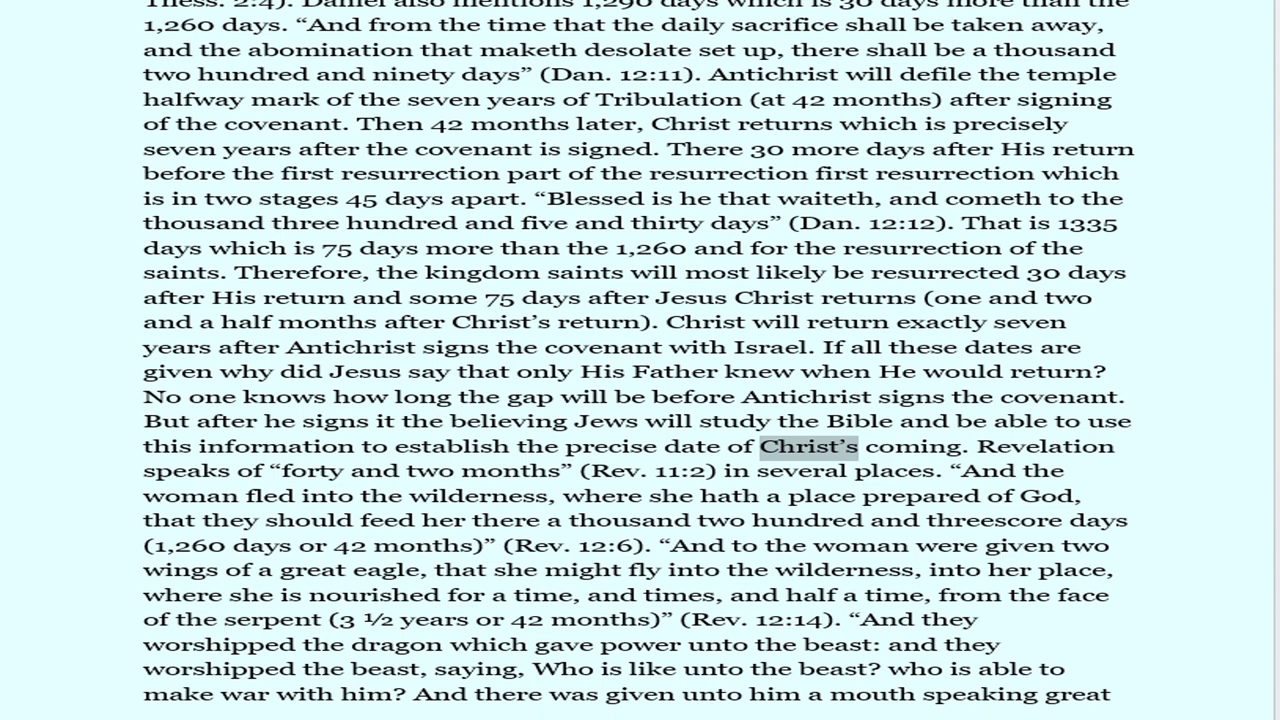 Thess. 2:4). Daniel also mentions 1,290 days which is 30 days more than the
1,260 days. “And from the time that the daily sacrifice shall be taken away,
and the abomination that maketh desolate set up, there shall be a thousand
two hundred and ninety days” (Dan. 12:11). Antichrist will defile the temple
halfway mark of the seven years of Tribulation (at 42 months) after signing
of the covenant. Then 42 months later, Christ returns which is precisely
seven years after the covenant is signed. There 30 more days after His return
before the first resurrection part of the resurrection first resurrection which
is in two stages 45 days apart. “Blessed is he that waiteth, and cometh to the
thousand three hundred and five and thirty days” (Dan. 12:12). That is 1335
days which is 75 days more than the 1,260 and for the resurrection of the
saints. Therefore, the kingdom saints will most likely be resurrected 30 days
after His return and some 75 days after Jesus Christ returns (one and two
and a half months after Christ’s return). Christ will return exactly seven
years after Antichrist signs the covenant with Israel. If all these dates are
given why did Jesus say that only His Father knew when He would return?
No one knows how long the gap will be before Antichrist signs the covenant.
But after he signs it the believing Jews will study the Bible and be able to use
this information to establish the precise date of Christ’s coming. Revelation
speaks of “forty and two months” (Rev. 11:2) in several places. “And the
woman fled into the wilderness, where she hath a place prepared of God,
that they should feed her there a thousand two hundred and threescore days
(1,260 days or 42 months)” (Rev. 12:6). “And to the woman were given two
wings of a great eagle, that she might fly into the wilderness, into her place,
where she is nourished for a time, and times, and half a time, from the face
of the serpent (3 ½ years or 42 months)” (Rev. 12:14). “And they
worshipped the dragon which gave power unto the beast: and they
worshipped the beast, saying, Who is like unto the beast? who is able to
make war with him? And there was given unto him a mouth speaking great